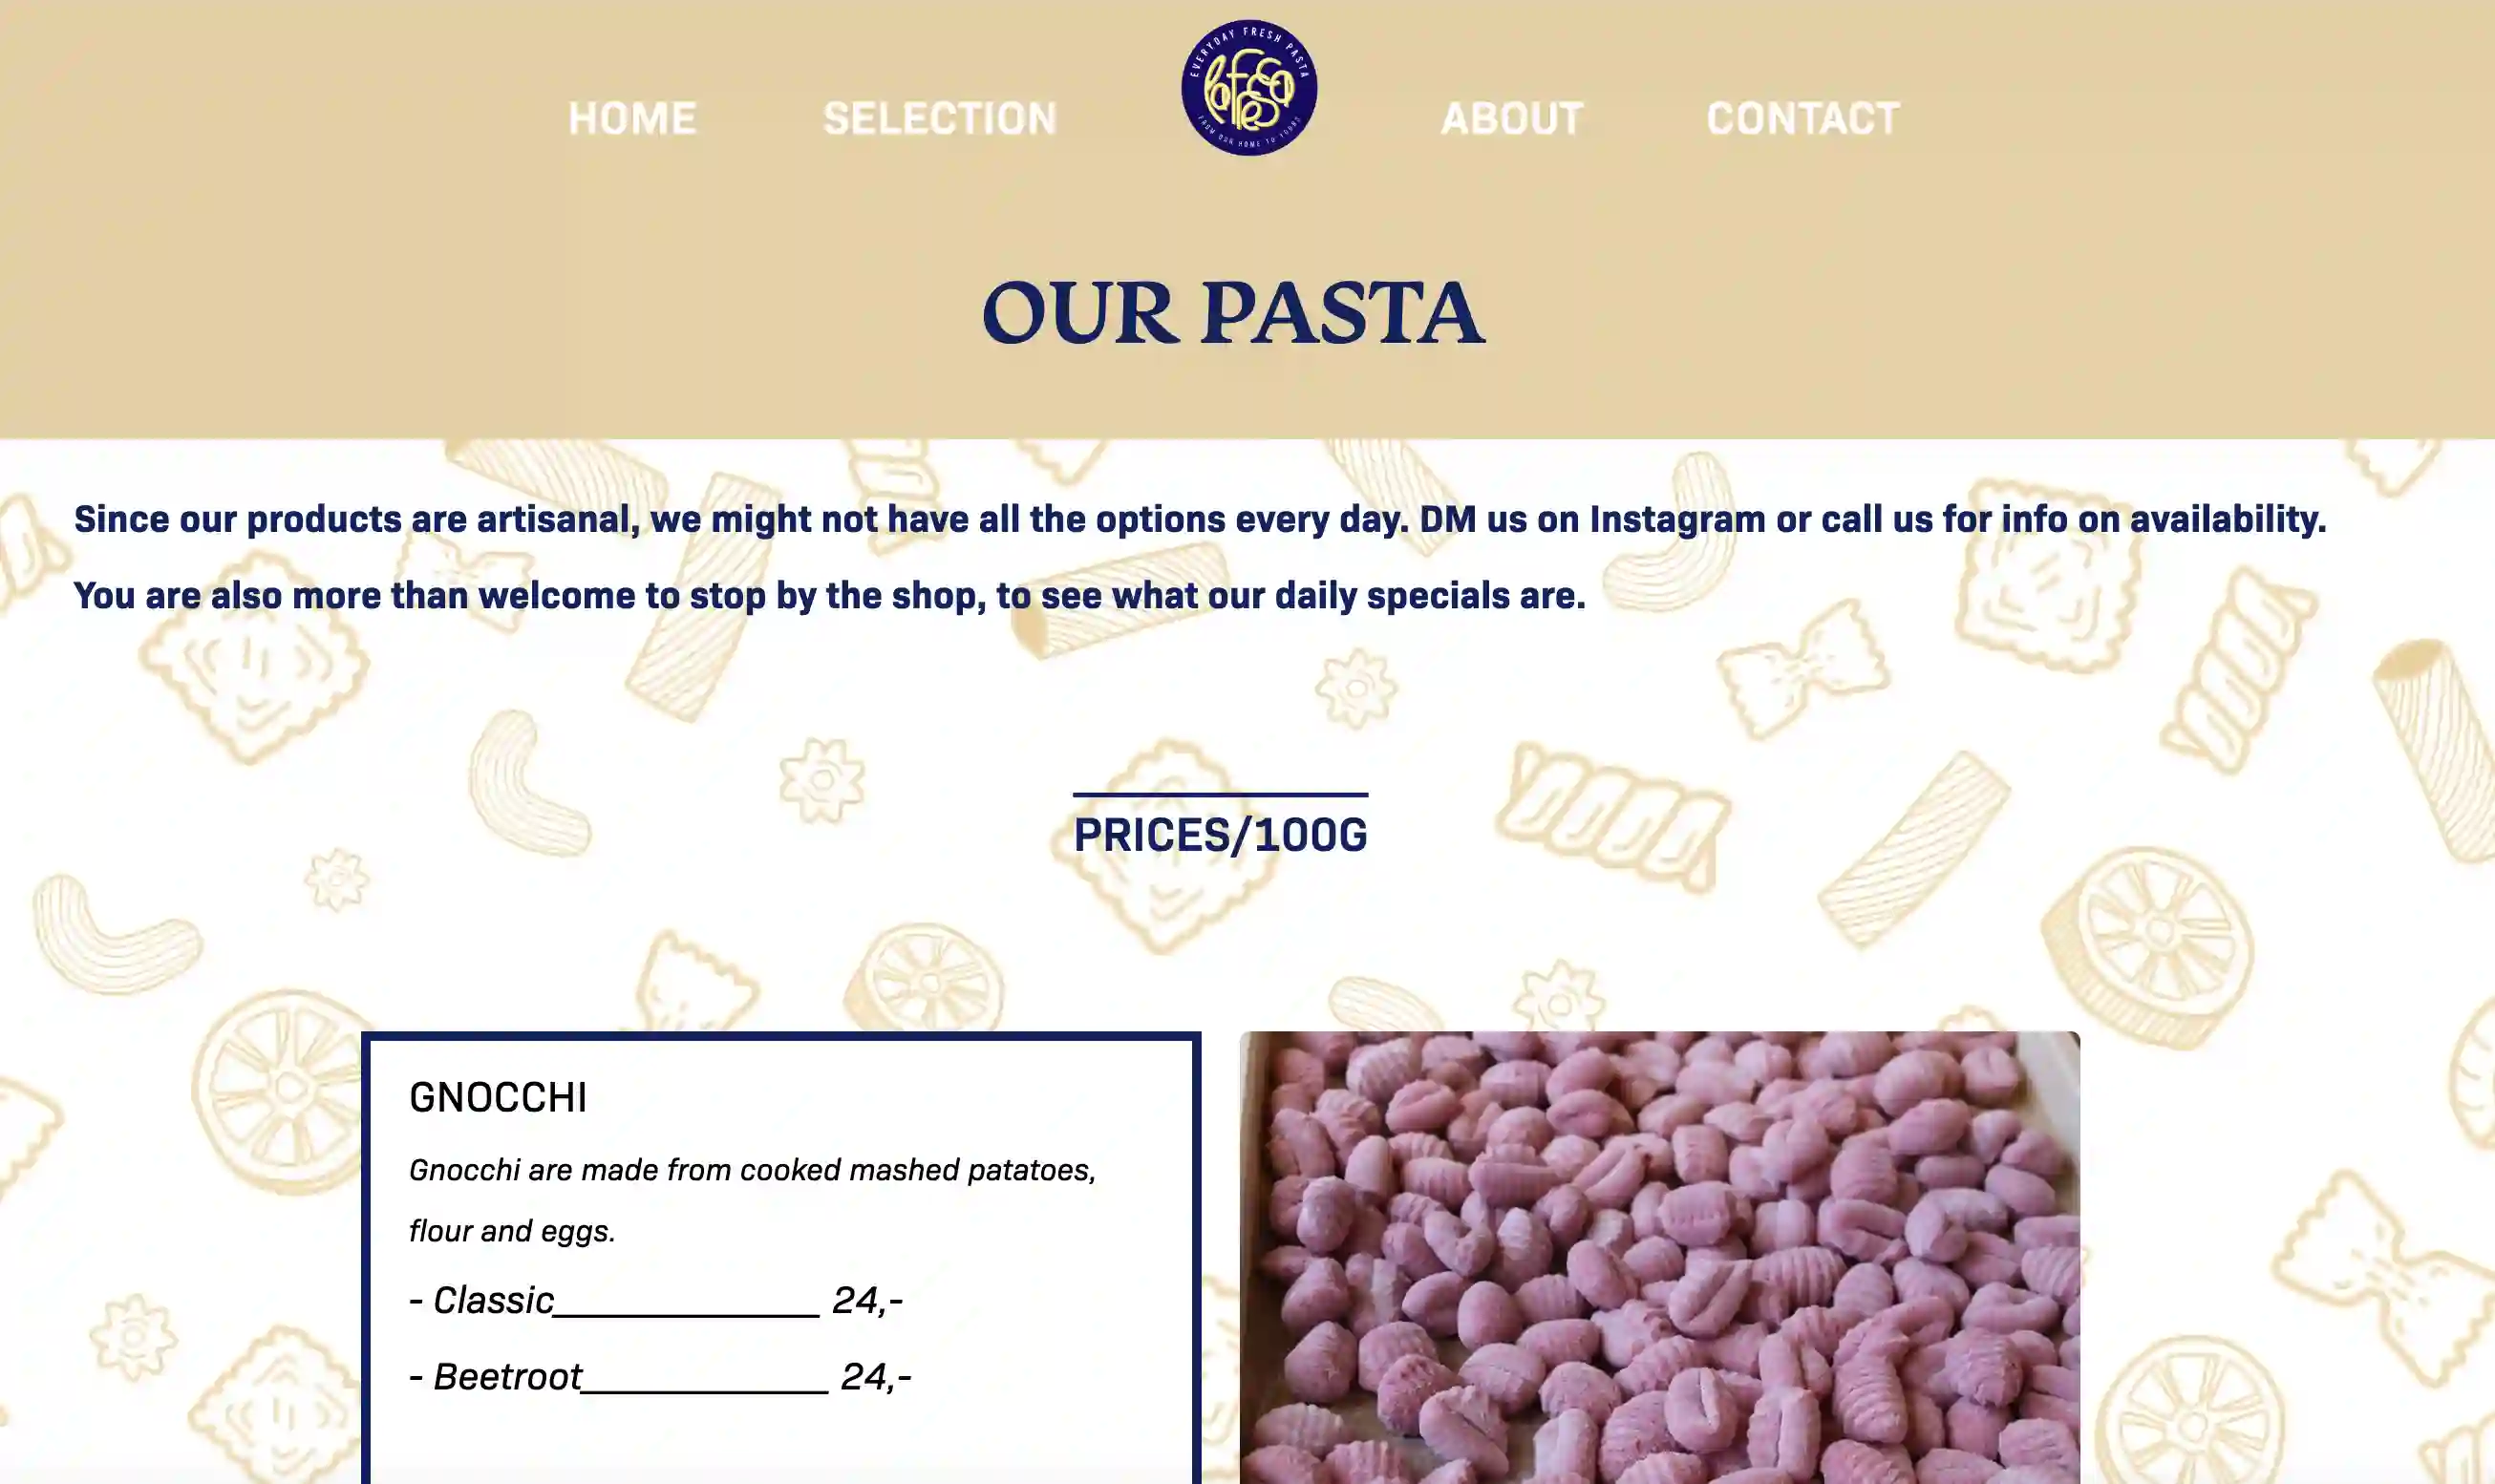 HOME SELECTION EVERYDAY FRESH PASTA lafresca FROM OUR HOME TO YOURS ABOUT CONTACT
OUR PASTA
Since our products are artisanal, we might not have all the options every day. DM us on Instagram or call us for info on availability.
You are also more than welcome to stop by the shop, to see what our daily specials are.
PRICES/100G
GNOCCHI
Gnocchi are made from cooked mashed patatoes,
flour and eggs.
- Classic______________ 24,-
- Beetroot_____________ 24,-